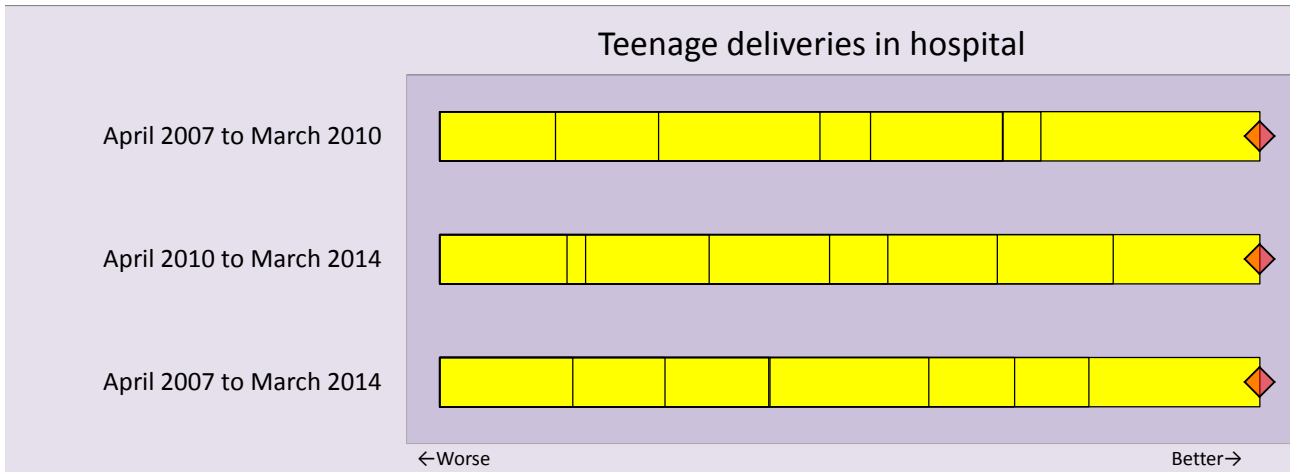 Teenage deliveries in hospital
April 2007 to March 2010
April 2010 to March 2014
April 2007 to March 2014
←Worse
Better→